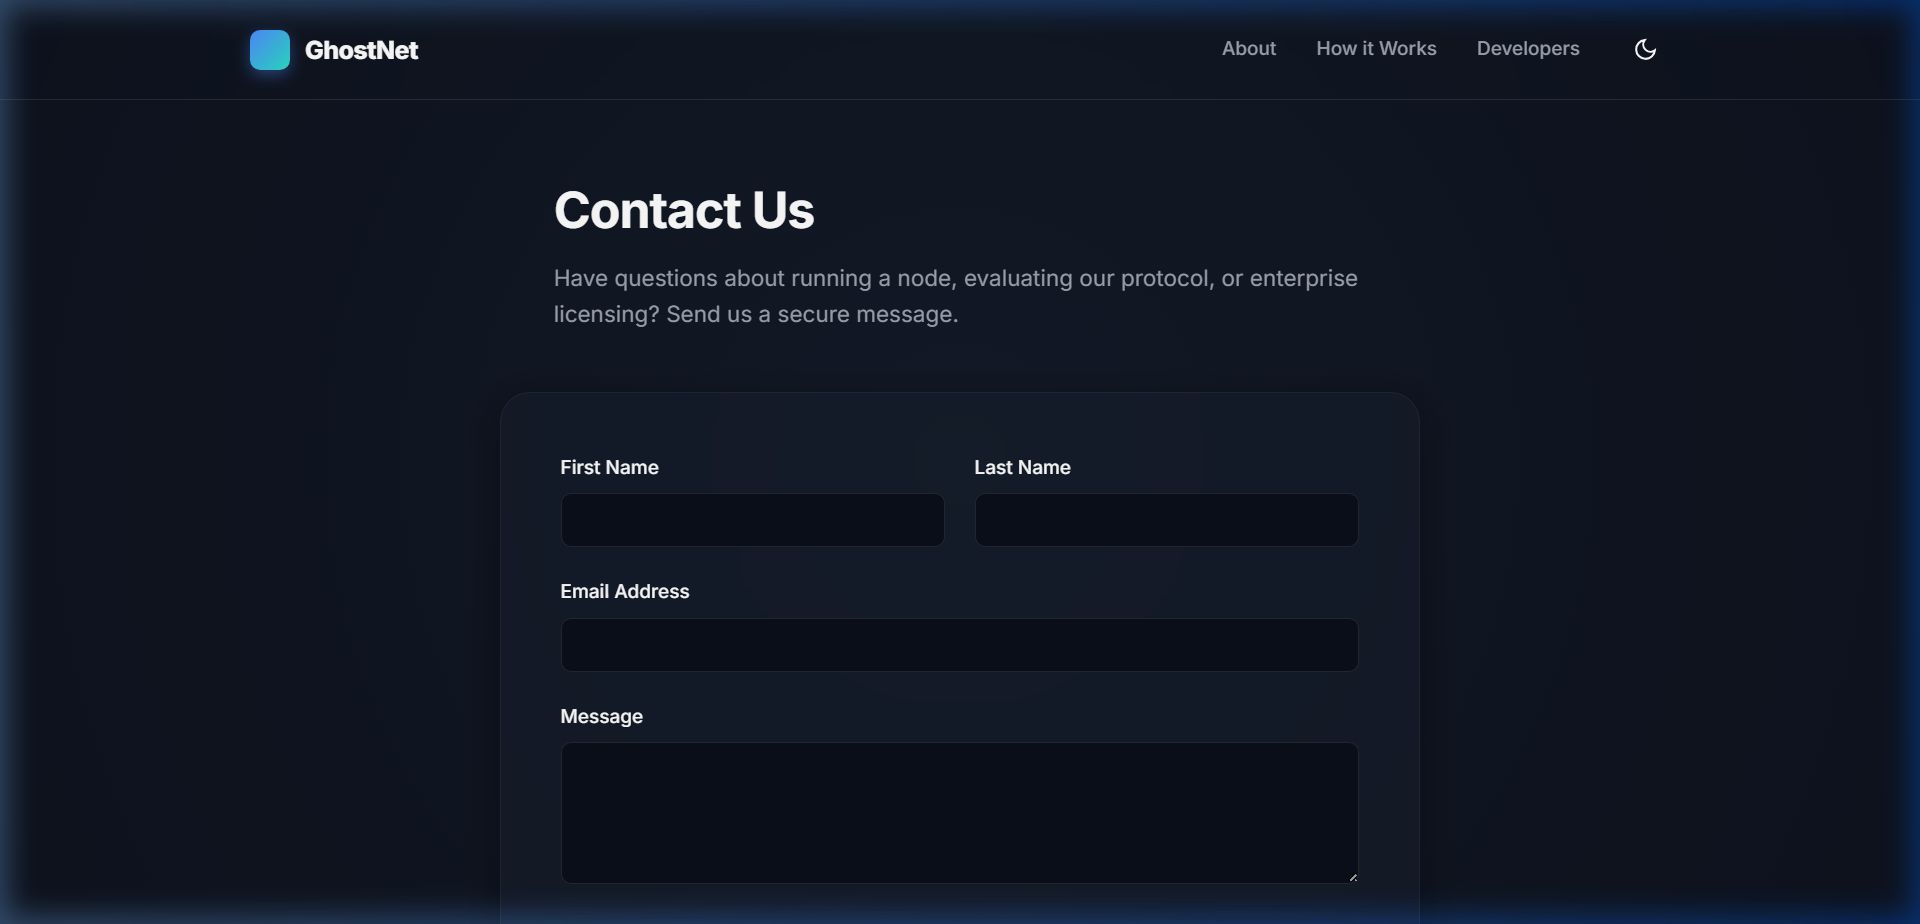 GhostNet
About
How it Works
Developers
Contact Us
Have questions about running a node, evaluating our protocol, or enterprise
licensing? Send us a secure message.
First Name
Last Name
Email Address
Message